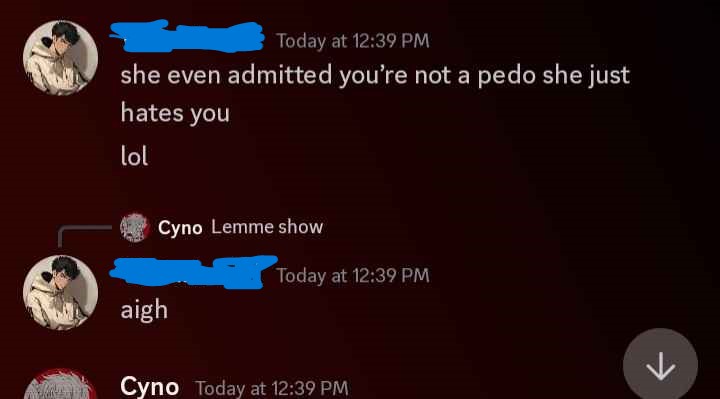 Today at 12:39 PM
she even admitted you're not a pedo she just
hates you
lol
Cyno Lemme show
Today at 12:39 PM
aigh
Cyno Today at 12:39 PM